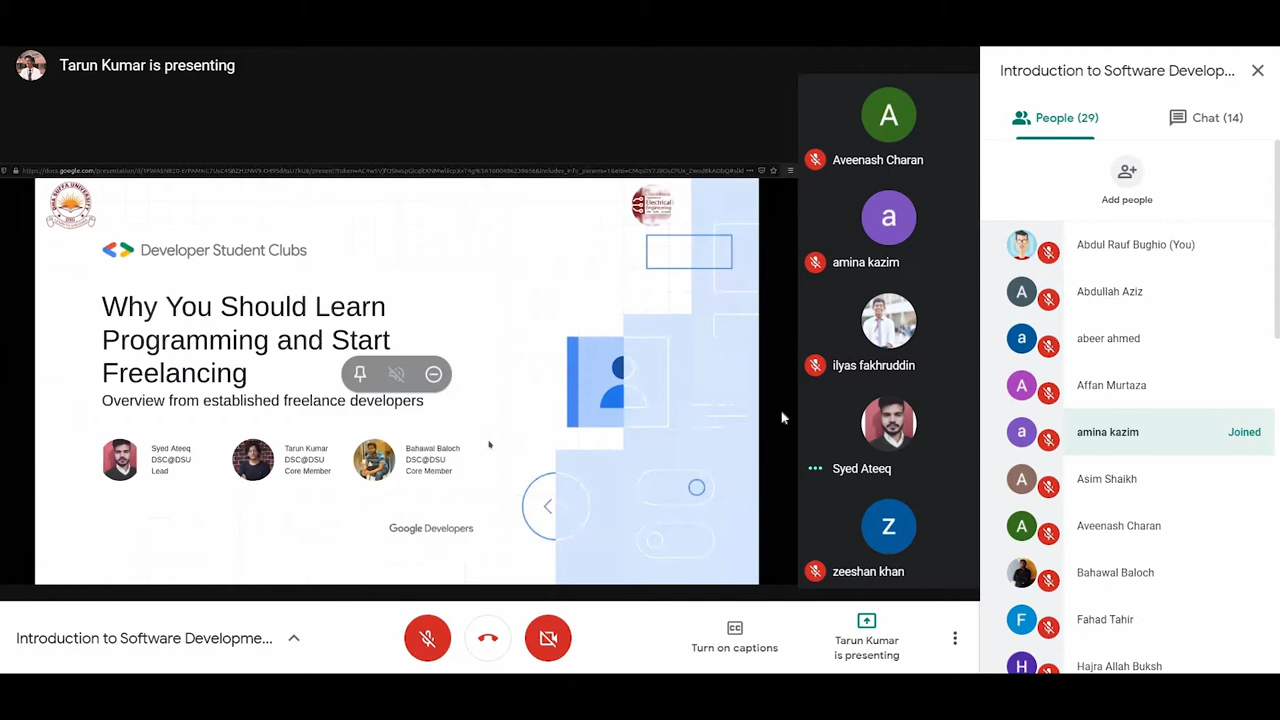 Tarun Kumar is presenting
Developer Student Clubs
Why You Should Learn
Programming and Start
Freelancing
Overview from established freelance developers
Syed Ateeq
DSC@DSU
Lead
Tarun Kumar
DSC@DSU
Core Member
Bahawal Baloch
DSC@DSU
Core Member
Google Developers
A
Aveenash Charan
a
amina kazim
ilyas fakhruddin
Syed Ateeq
z
zeeshan khan
Introduction to Software Developme...
CC
Turn on captions
Tarun Kumar
is presenting
Introduction to Software Develop...
People (29)
Chat (14)
Add people
Abdul Rauf Bughio (You)
A
Abdullah Aziz
a
abeer ahmed
A
Affan Murtaza
a
amina kazim
Joined
A
Asim Shaikh
A
Aveenash Charan
Bahawal Baloch
F
Fahad Tahir
H
Hajra Allah Buksh